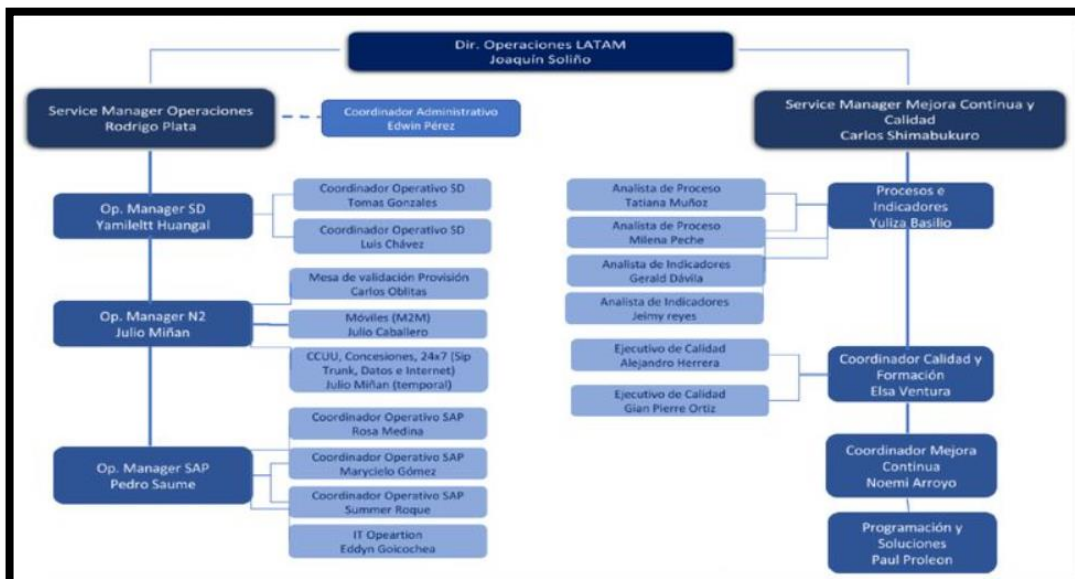 Dir. Operaciones LATAM
Joaquín Soliño
Service Manager Operaciones
Rodrigo Plata
Coordinador Administrativo
Edwin Pérez
Service Manager Mejora Continua y
Calidad
Carlos Shimabukuro
Op. Manager SD
Yamileltt Huangal
Coordinador Operativo SD
Tomas Gonzales
Coordinador Operativo SD
Luis Chávez
Op. Manager N2
Julio Miñan
Mesa de validación Provisión
Carlos Oblitas
Móviles (M2M)
Julio Caballero
CCUU, Concesiones, 24x7 (Sip
Trunk, Datos e Internet)
Julio Miñan (temporal)
Op. Manager SAP
Pedro Saume
Coordinador Operativo SAP
Rosa Medina
Coordinador Operativo SAP
Marycielo Gómez
Coordinador Operativo SAP
Summer Roque
IT Opeartion
Eddyn Goicochea
Analista de Proceso
Tatiana Muñoz
Analista de Proceso
Milena Peche
Analista de Indicadores
Gerald Dávila
Analista de Indicadores
Jeimy reyes
Procesos e
Indicadores
Yuliza Basilio
Ejecutivo de Calidad
Alejandro Herrera
Ejecutivo de Calidad
Gian Pierre Ortiz
Coordinador Calidad y
Formación
Elsa Ventura
Coordinador Mejora
Continua
Noemi Arroyo
Programación y
Soluciones
Paul Proleon